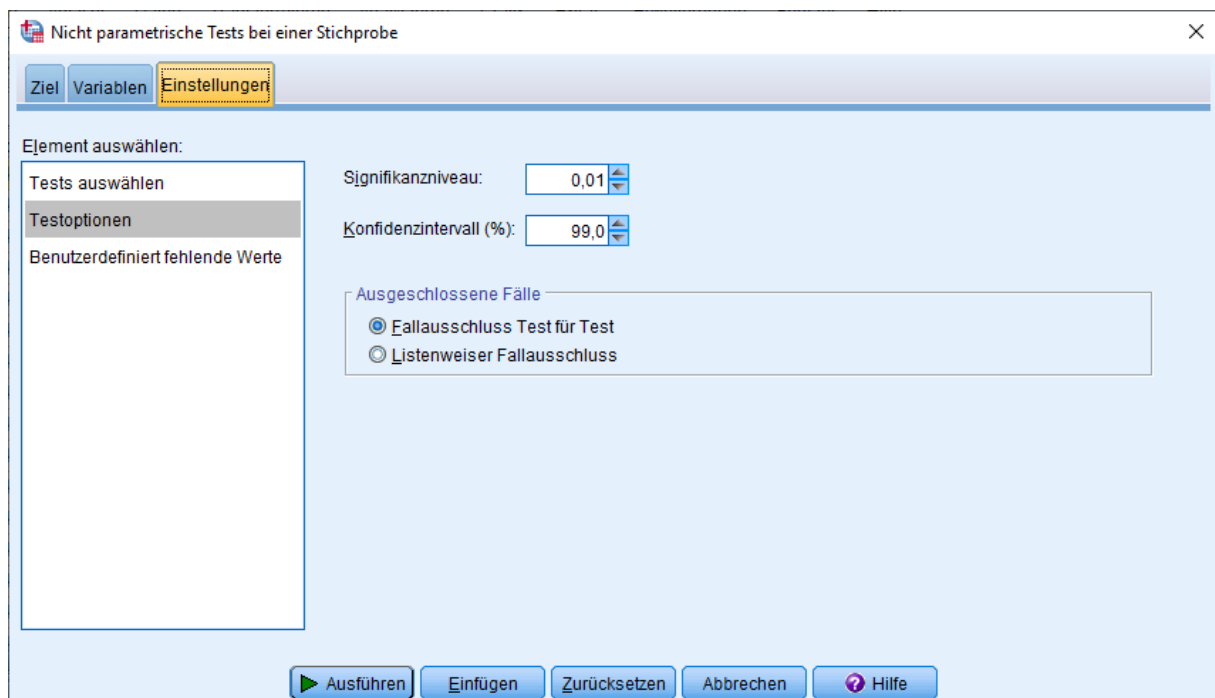 Nicht parametrische Tests bei einer Stichprobe
Ziel Variablen Einstellungen
Element auswählen:
Tests auswählen
Testoptionen
Benutzerdefiniert fehlende Werte
Signifikanzniveau: 0,01
Konfidenzintervall (%): 99,0
Ausgeschlossene Fälle
Fallausschluss Test für Test
Listenweiser Fallausschluss
Ausführen Einfügen Zurücksetzen Abbrechen Hilfe